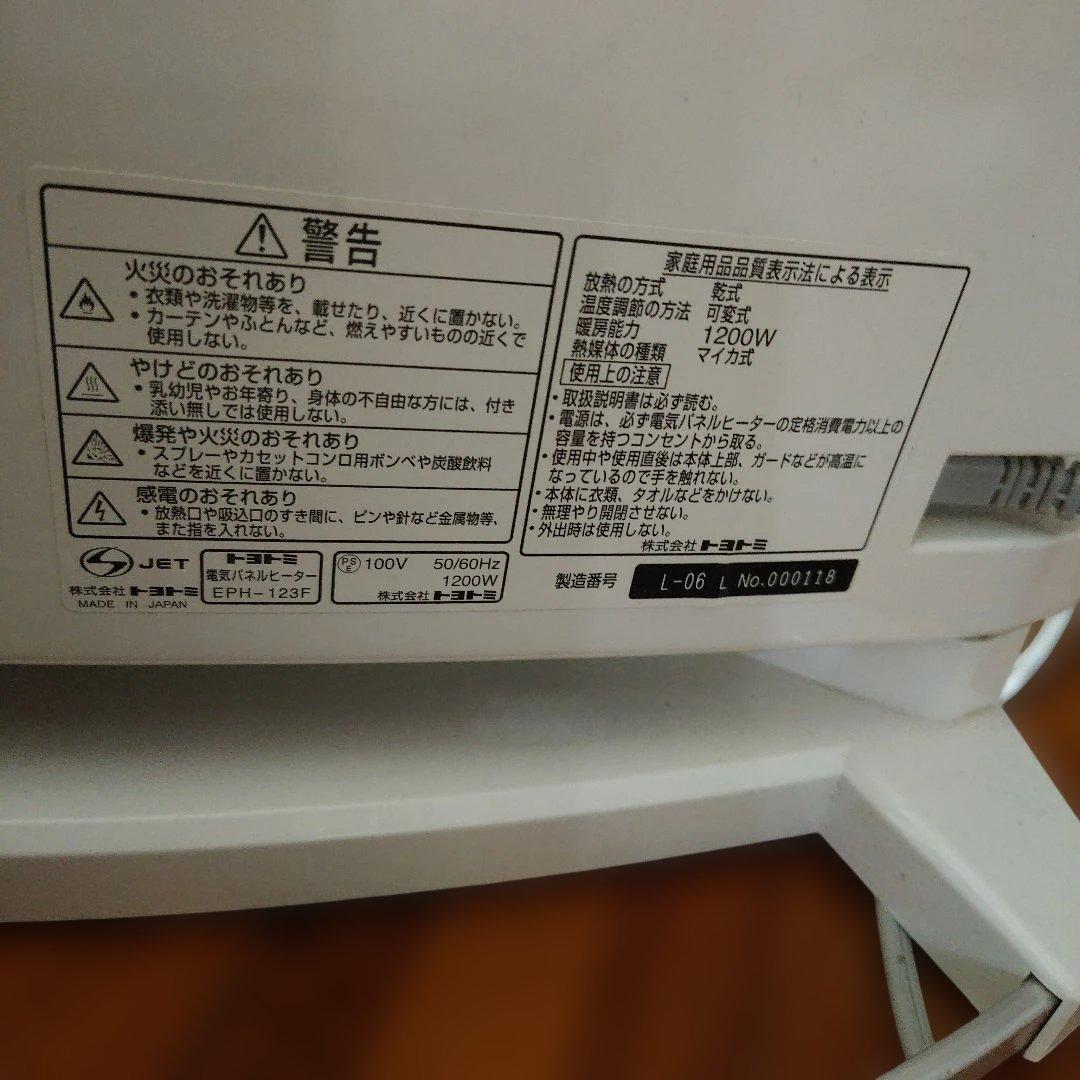 警告
火災のおそれあり
・衣類や洗濯物等を、載せたり、近くに置かない。
・カーテンやふとんなど、燃えやすいものの近くで
使用しない。
やけどのおそれあり
・乳幼児やお年寄り、身体の不自由な方には、付き
添い無しでは使用しない。
爆発や火災のおそれあり
・スプレーやカセットコンロ用ボンベや炭酸飲料
などを近くに置かない。
感電のおそれあり
・放熱口や吸込口のすき間に、ピンや針など金属物等、
また指を入れない。
JET
株式会社トヨトミ
MADE IN JAPAN
トヨトミ
電気パネルヒーター
EPH-123F
PSE 100V 50/60Hz
1200W
株式会社トヨトミ
家庭用品品質表示法による表示
放熱の方式 乾式
温度調節の方法 可変式
暖房能力 1200W
熱媒体の種類 マイカ式
使用上の注意
・取扱説明書は必ず読む。
・電源は、必ず電気パネルヒーターの定格消費電力以上の
容量を持つコンセントから取る。
・使用中や使用直後は本体上部、ガードなどが高温に
なっているので手を触れない。
・本体に衣類、タオルなどをかけない。
・無理やり開閉させない。
・外出時は使用しない。
株式会社トヨトミ
製造番号 L-06 L No.000118